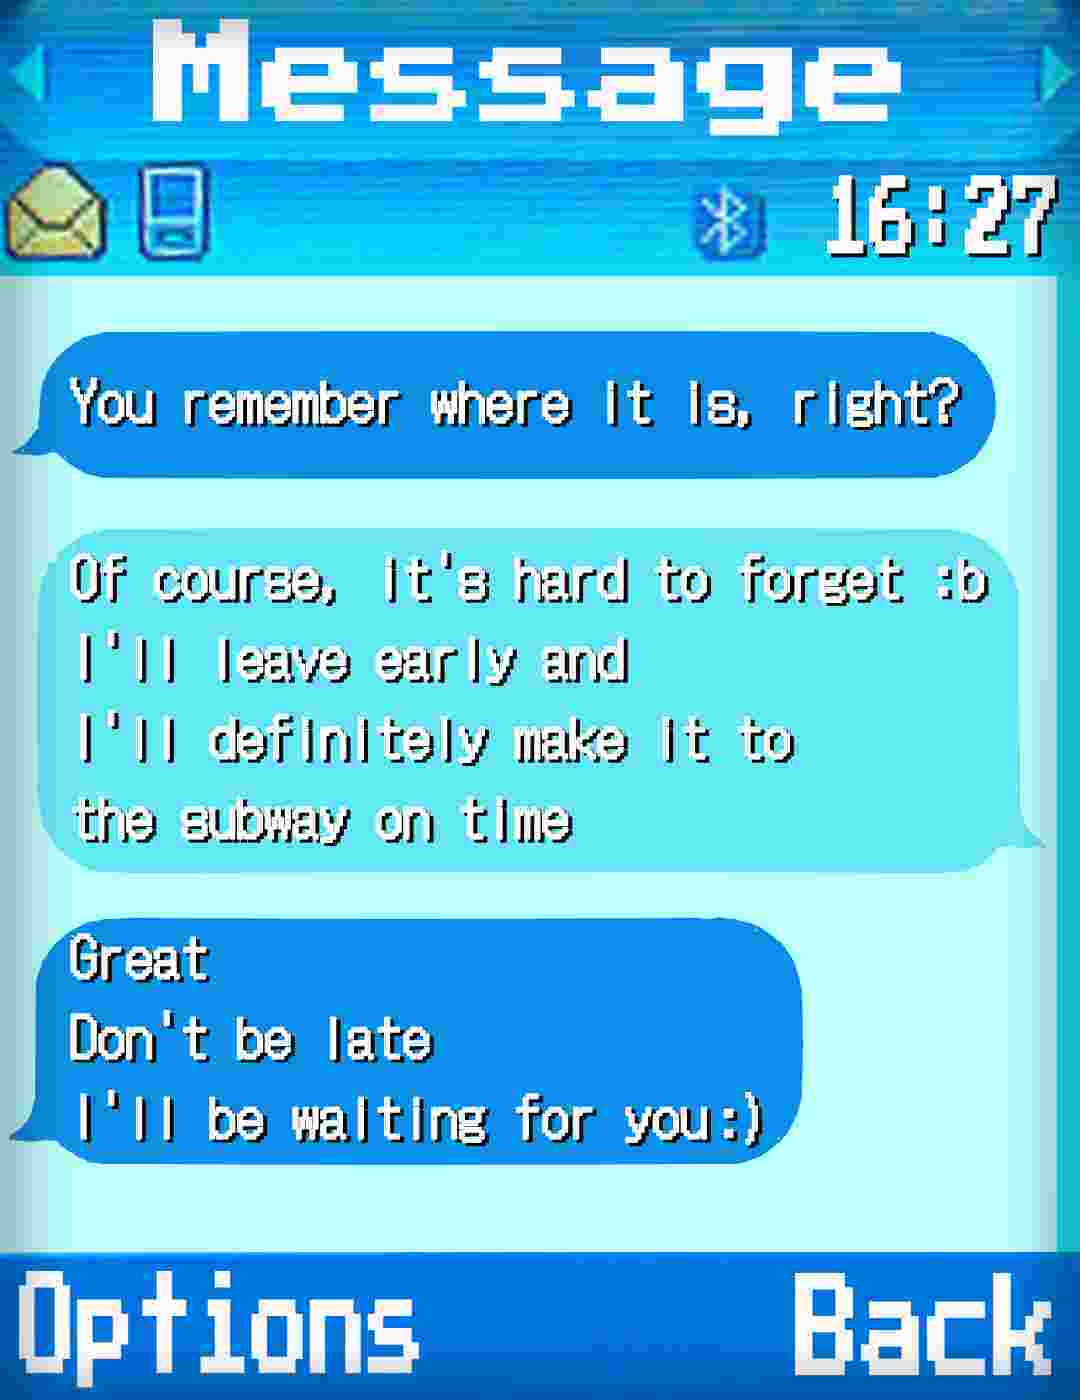 Message
16:27
You remember where it is, right?
Of course, it's hard to forget :b
I'll leave early and
I'll definitely make it to
the subway on time
Great
Don't be late
I'll be waiting for you:)
Options
Back